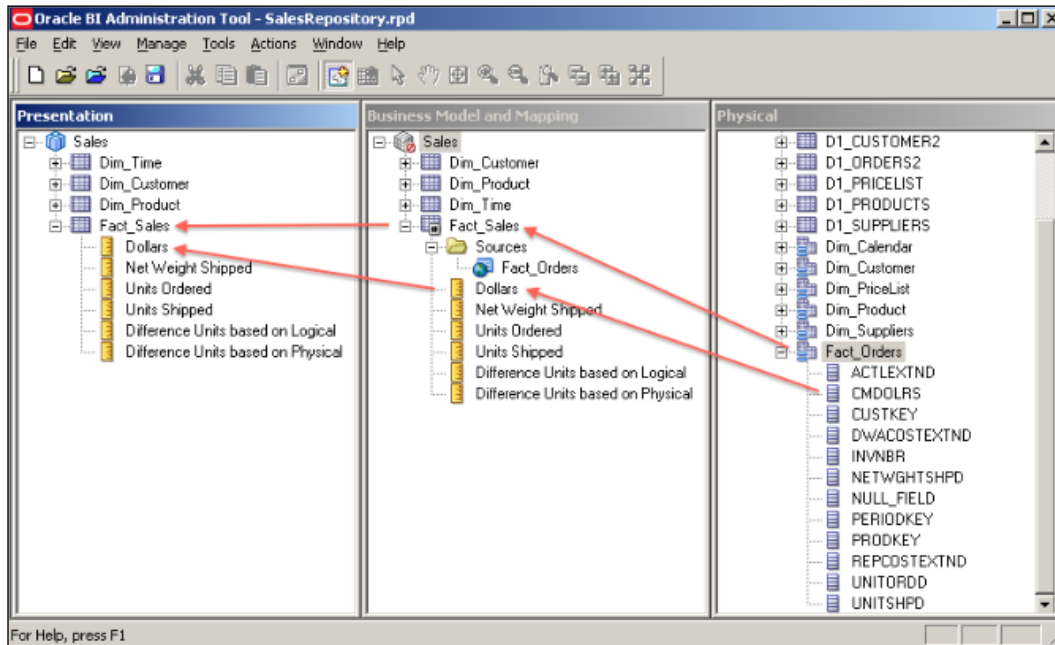 Oracle BI Administration Tool - SalesRepository.rpd
File Edit View Manage Tools Actions Window Help
Presentation
Sales
Dim_Time
Dim_Customer
Dim_Product
Fact_Sales
Dollars
Net Weight Shipped
Units Ordered
Units Shipped
Difference Units based on Logical
Difference Units based on Physical
Business Model and Mapping
Sales
Dim_Customer
Dim_Product
Dim_Time
Fact_Sales
Sources
Fact_Orders
Dollars
Net Weight Shipped
Units Ordered
Units Shipped
Difference Units based on Logical
Difference Units based on Physical
Physical
D1_CUSTOMER2
D1_ORDERS2
D1_PRICELIST
D1_PRODUCTS
D1_SUPPLIERS
Dim_Calendar
Dim_Customer
Dim_PriceList
Dim_Product
Dim_Suppliers
Fact_Orders
ACTLEXTND
CMDOLRS
CUSTKEY
DWACOSTEXTND
INVNBR
NETWGHTSHPD
NULL_FIELD
PERIODKEY
PRODKEY
REPCOSTEXTND
UNITORDD
UNITSHPD
For Help, press F1